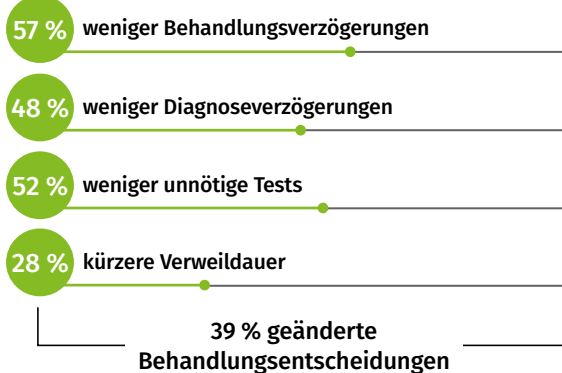 57 % weniger Behandlungsverzögerungen
48 % weniger Diagnoseverzögerungen
52 % weniger unnötige Tests
28 % kürzere Verweildauer
39 % geänderte
Behandlungsentscheidungen